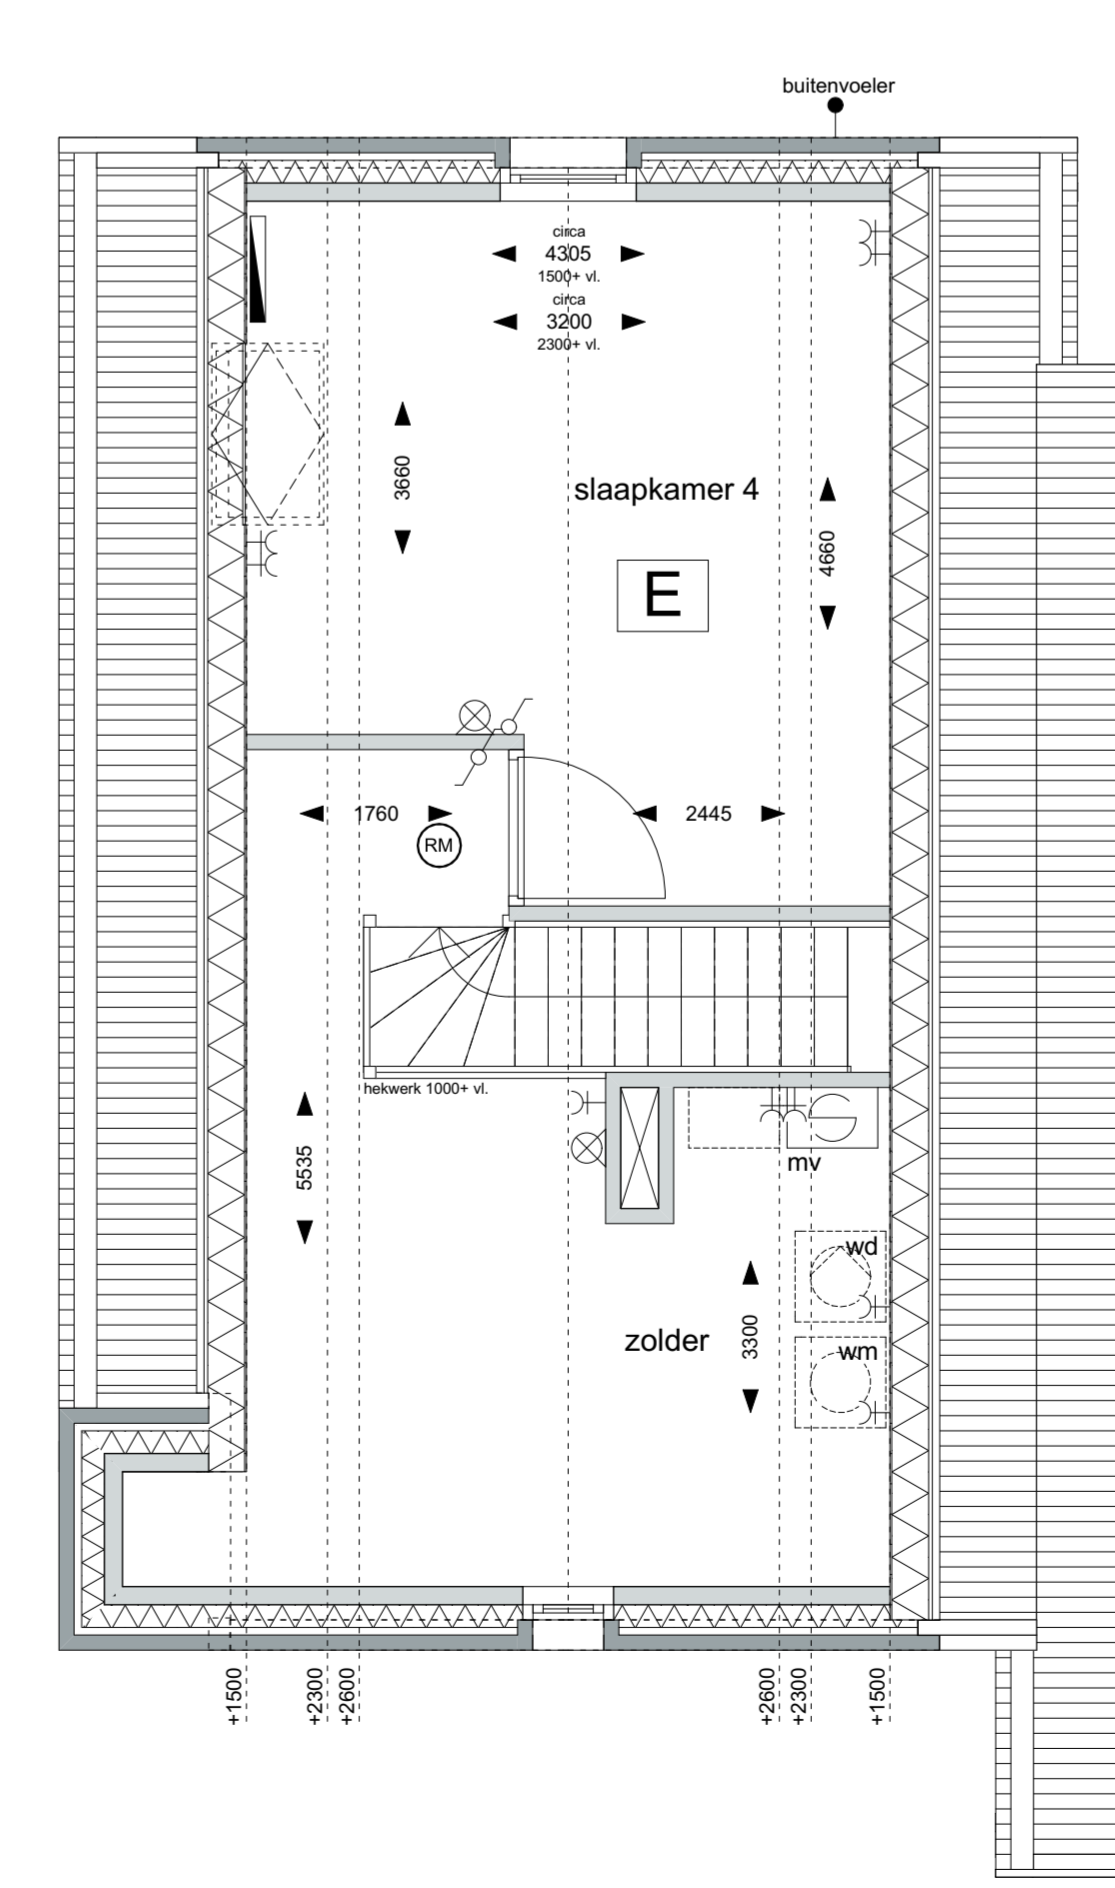 buitenvoeler
circa
4305
1500+ vl.
circa
3200
2300+ vl.
3660
slaapkamer 4
4660
E
1760
2445
RM
hekwerk 1000+ vl.
5535
mv
wd
3300
zolder
wm
+1500
+2300
+2600
+2600
+2300
+1500